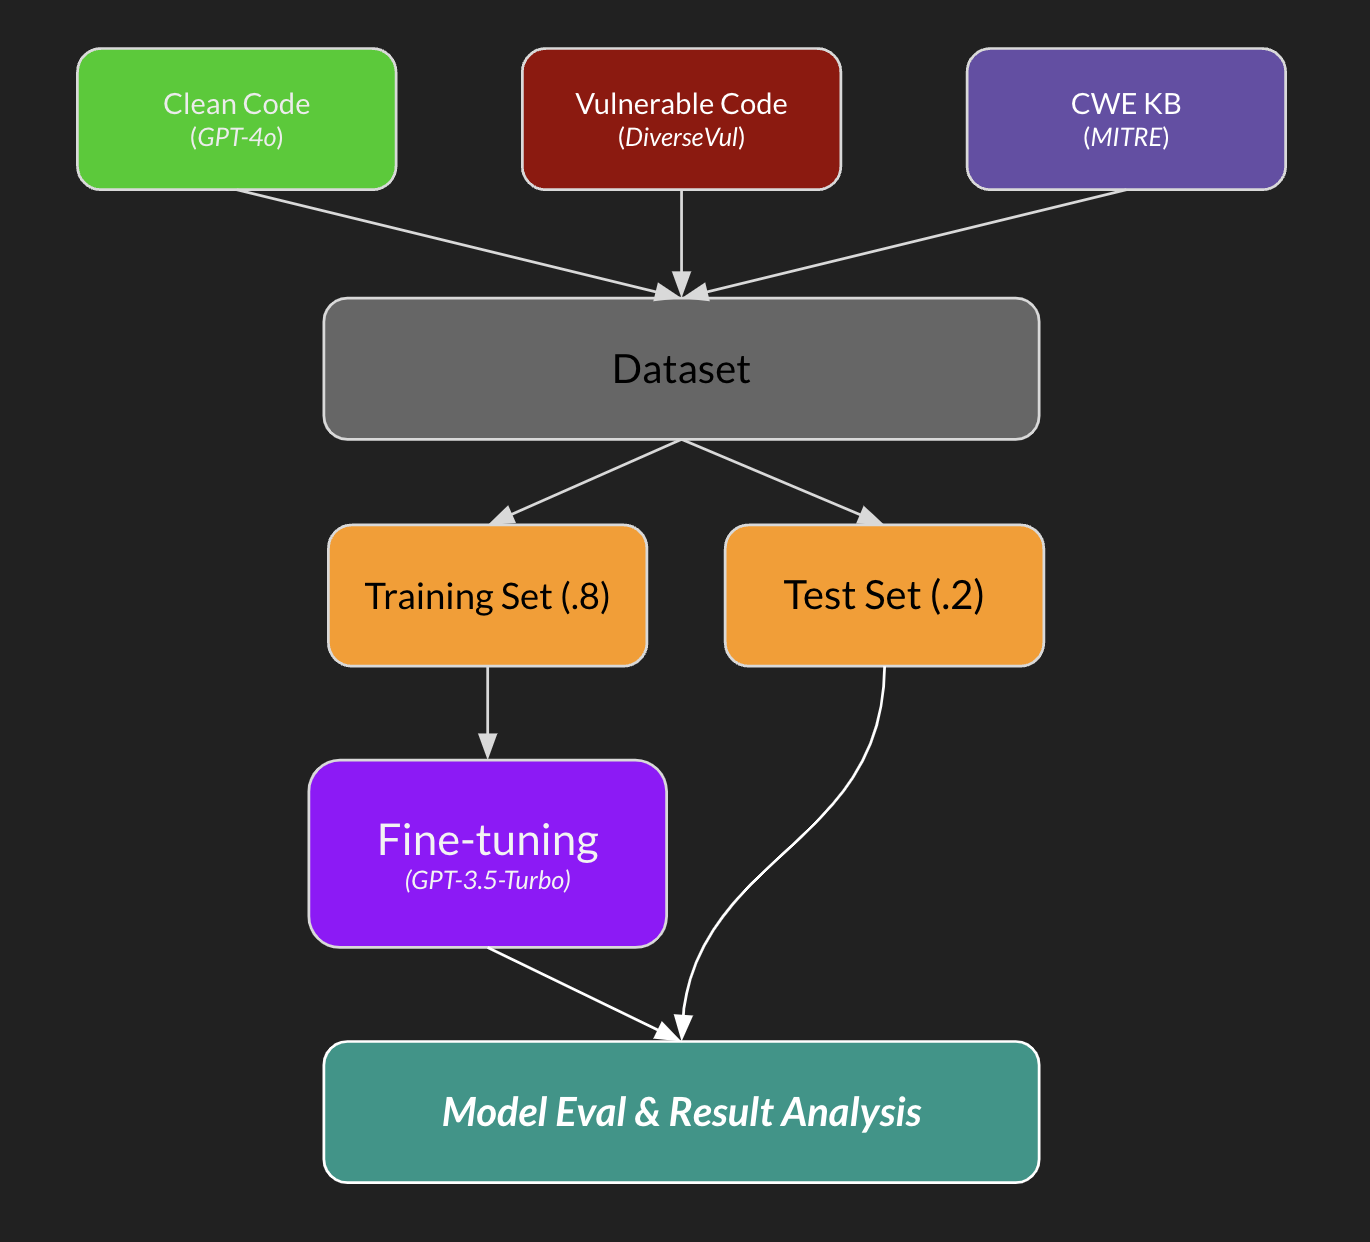 Clean Code
(GPT-4o)
Vulnerable Code
(DiverseVul)
CWE KB
(MITRE)
Dataset
Training Set (.8)
Test Set (.2)
Fine-tuning
(GPT-3.5-Turbo)
Model Eval & Result Analysis